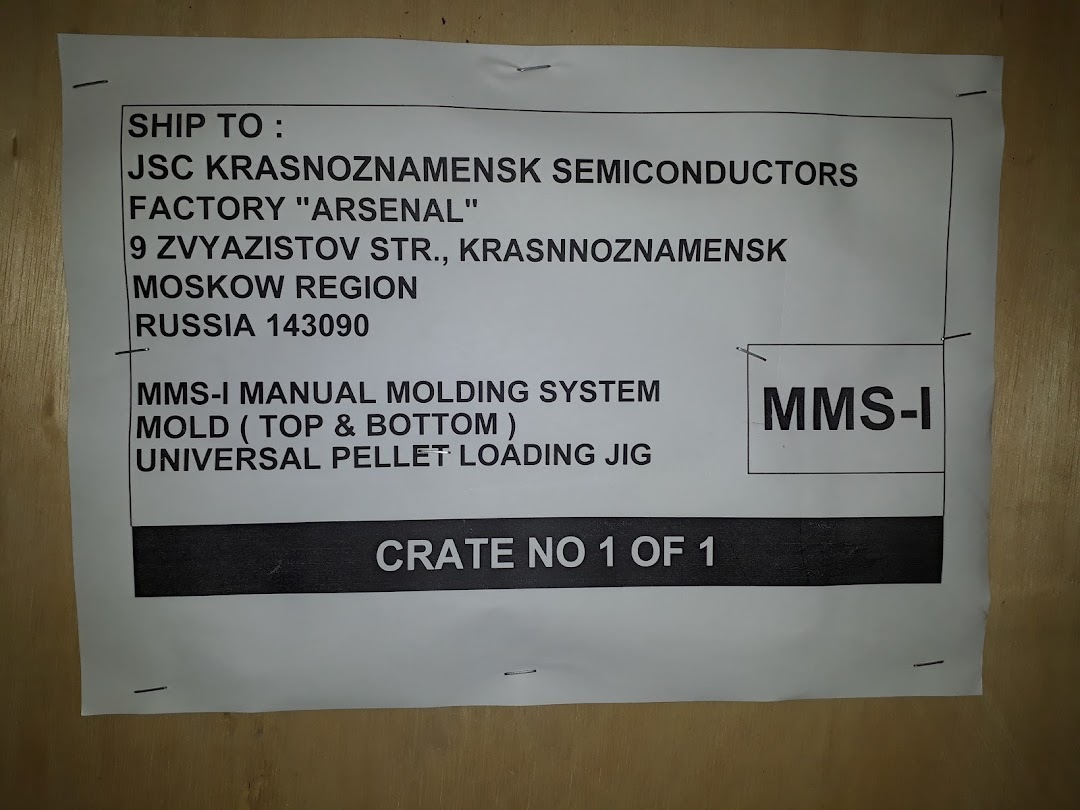 SHIP TO :
JSC KRASNOZNAMENSK SEMICONDUCTORS
FACTORY "ARSENAL"
9 ZVYAZISTOV STR., KRASNNOZNAMENSK
MOSKOW REGION
RUSSIA 143090
MMS-I MANUAL MOLDING SYSTEM
MOLD ( TOP & BOTTOM )
UNIVERSAL PELLET LOADING JIG
MMS-I
CRATE NO 1 OF 1